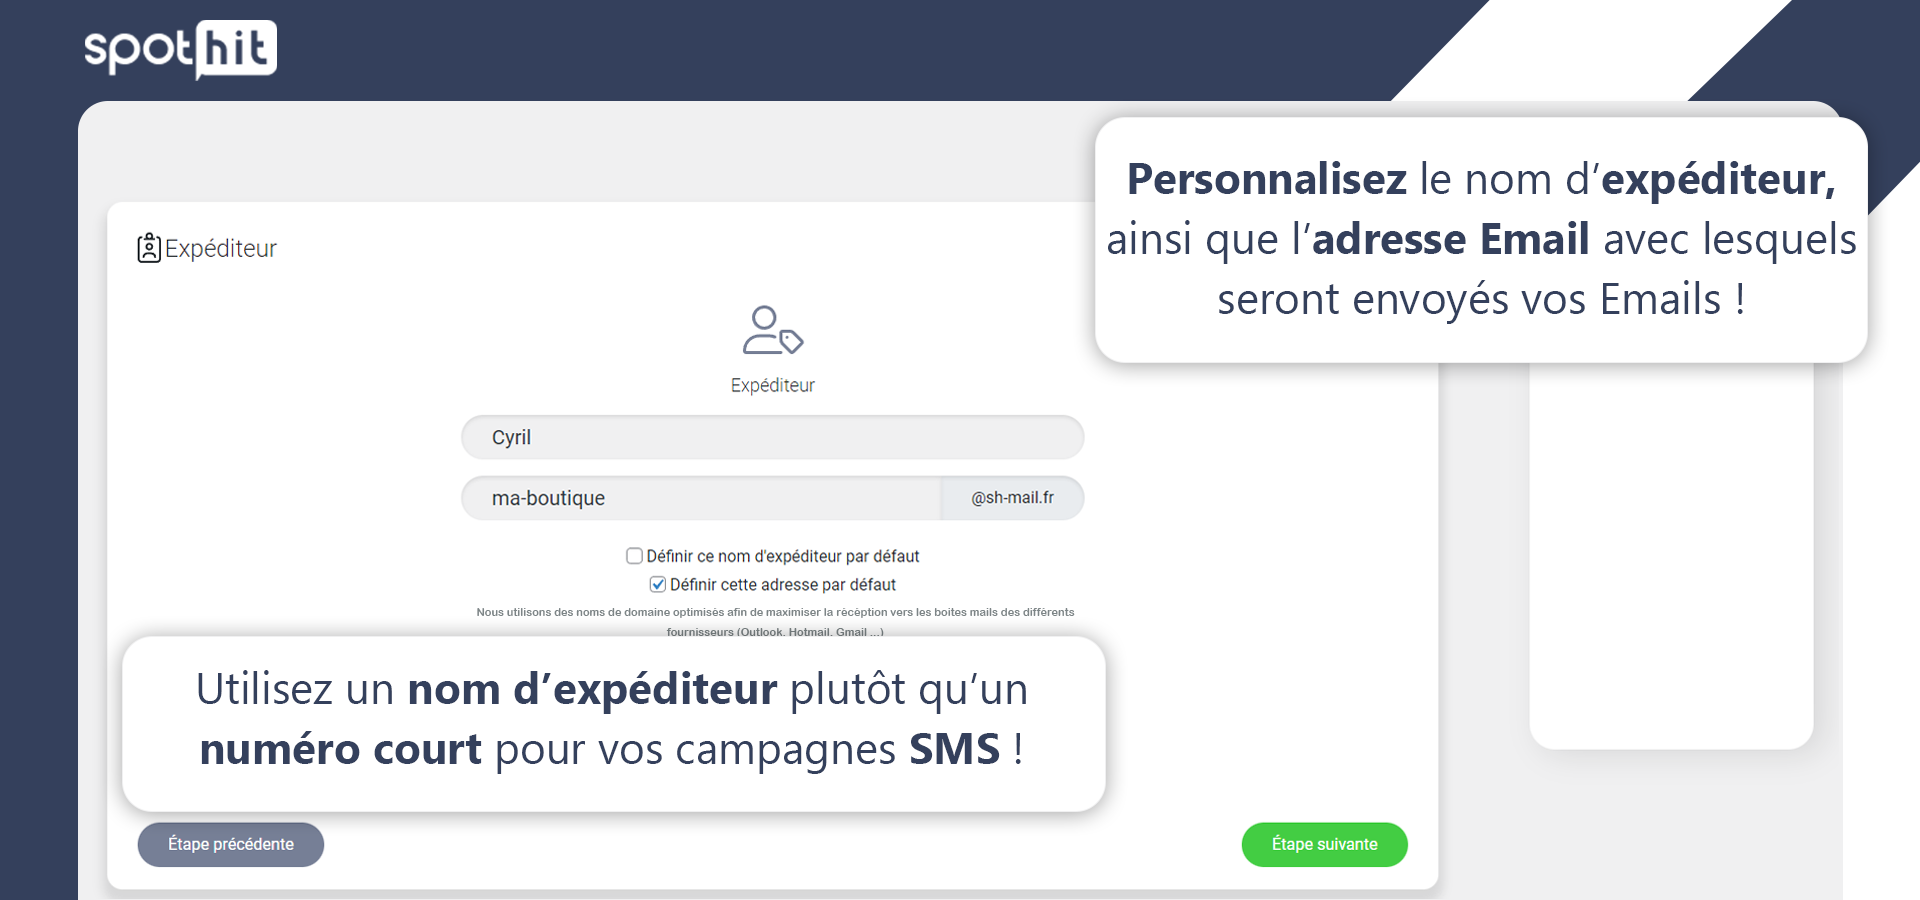 spothit
Personnalisez le nom d’expéditeur,
ainsi que l’adresse Email avec lesquels
seront envoyés vos Emails !
Expéditeur
Expéditeur
Cyril
ma-boutique @sh-mail.fr
Définir ce nom d'expéditeur par défaut
Définir cette adresse par défaut
Nous utilisons des noms de domaine optimisés afin de maximiser la réception vers les boites mails des différents
fournisseurs (Outlook, Hotmail, Gmail ...)
Utilisez un nom d’expéditeur plutôt qu’un
numéro court pour vos campagnes SMS !
Étape précédente Étape suivante